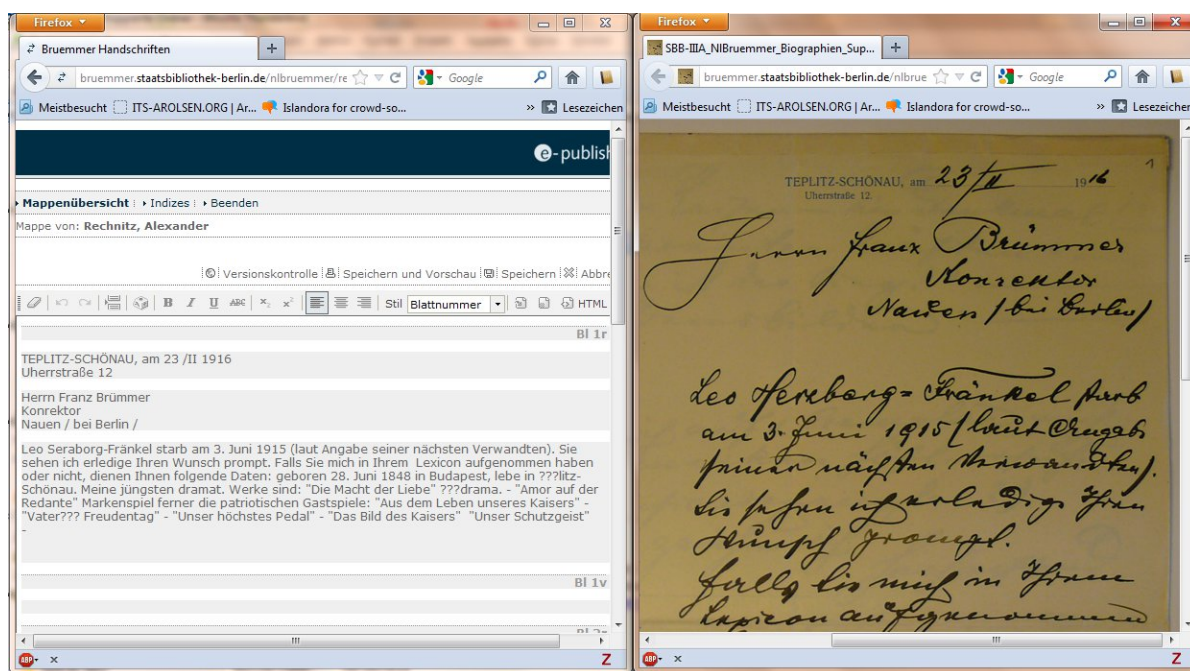 Firefox
Bruemmer Handschriften
bruemmer.staatsbibliothek-berlin.de/nlbruemmer/re
Google
Meistbesucht ITS-AROLSEN.ORG | Ar... Islandora for crowd-so... » Lesezeichen
e-publish
Mappenübersicht Indizes Beenden
Mappe von: Rechnitz, Alexander
Versionskontrolle Speichern und Vorschau Speichern Abbre
B I U ABC x₂ x² Stil Blattnummer HTML
Bl 1r
TEPLITZ-SCHÖNAU, am 23 /II 1916
Uherrstraße 12
Herrn Franz Brümmer
Konrektor
Nauen / bei Berlin /
Leo Seraborg-Fränkel starb am 3. Juni 1915 (laut Angabe seiner nächsten Verwandten). Sie
sehen ich erledige Ihren Wunsch prompt. Falls Sie mich in Ihrem Lexicon aufgenommen haben
oder nicht, dienen Ihnen folgende Daten: geboren 28. Juni 1848 in Budapest, lebe in ???litz-
Schönau. Meine jüngsten dramat. Werke sind: "Die Macht der Liebe" ???drama. - "Amor auf der
Redante" Markenspiel ferner die patriotischen Gastspiele: "Aus dem Leben unseres Kaisers" -
"Vater??? Freudentag" - "Unser höchstes Pedal" - "Das Bild des Kaisers" "Unser Schutzgeist"
-
Bl 1v
Bl 2r
ABP × Z
Firefox
SBB-IIIA_NlBruemmer_Biographien_Sup...
bruemmer.staatsbibliothek-berlin.de/nlbrue
Google
Meistbesucht ITS-AROLSEN.ORG | Ar... Islandora for crowd-so... » Lesezeichen
1
TEPLITZ-SCHÖNAU, am 23/II 1916
Uherrstraße 12.
Herrn Franz Brümmer
Konrektor
Nauen / bei Berlin /
Leo Herzberg=Fränkel starb
am 3. Juni 1915 / laut Angabe
seiner nächsten Verwandten /.
Sie sehen ich erledige Ihren
Wunsch prompt.
Falls Sie mich in Ihrem
Lexicon aufgenommen
ABP × Z